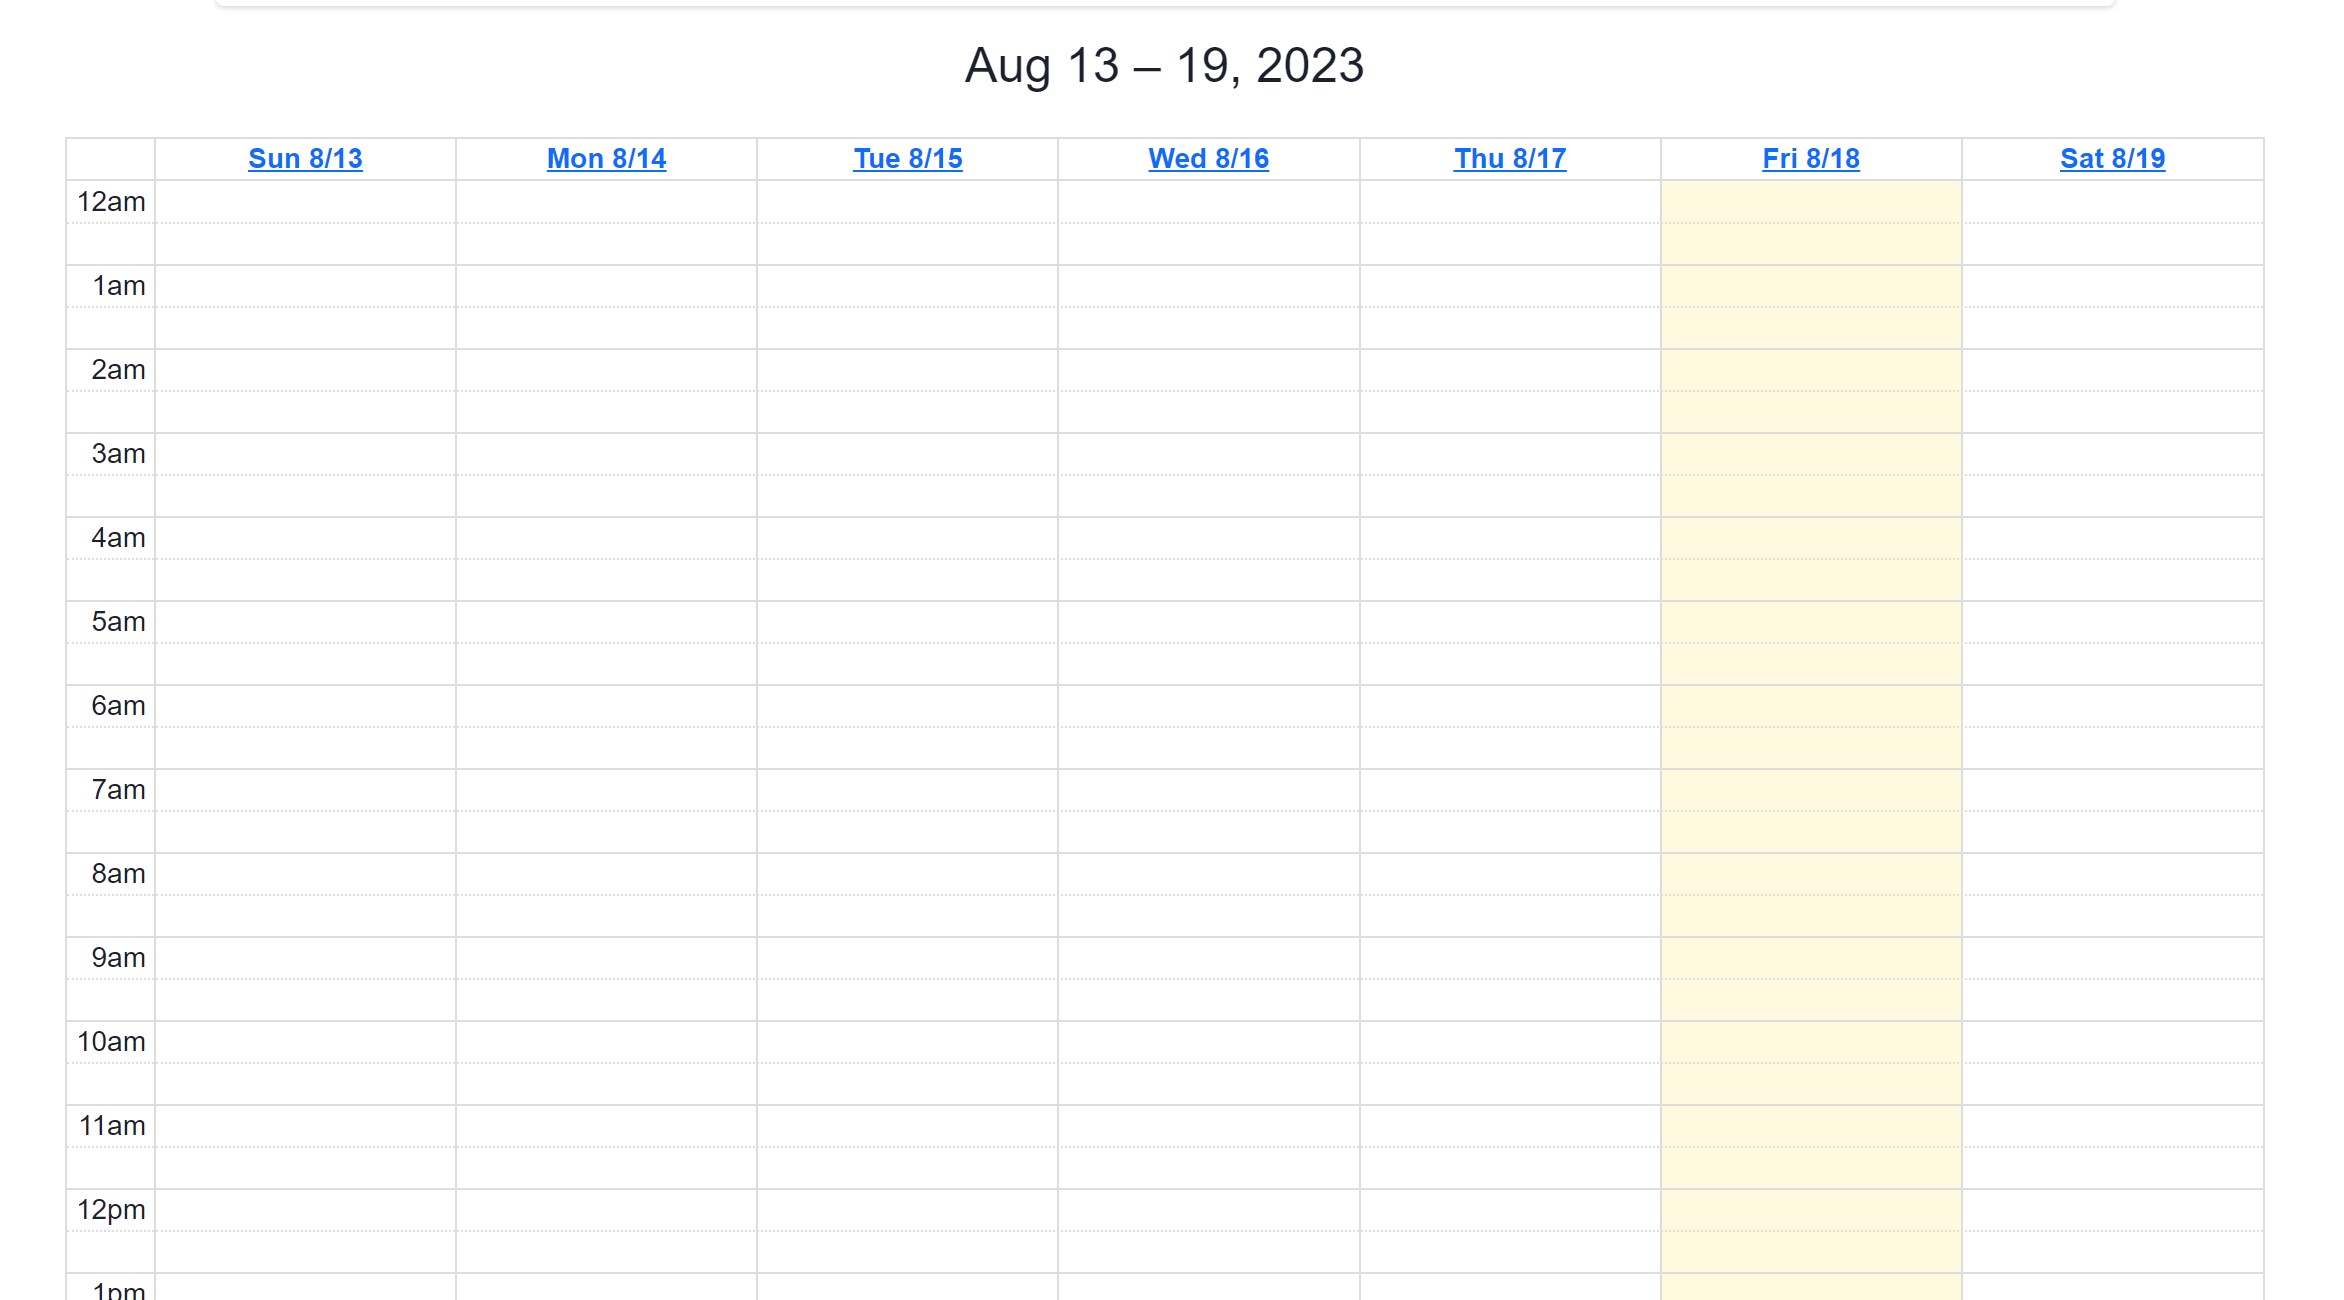 Aug 13 – 19, 2023
Sun 8/13 Mon 8/14 Tue 8/15 Wed 8/16 Thu 8/17 Fri 8/18 Sat 8/19
12am
1am
2am
3am
4am
5am
6am
7am
8am
9am
10am
11am
12pm
1pm